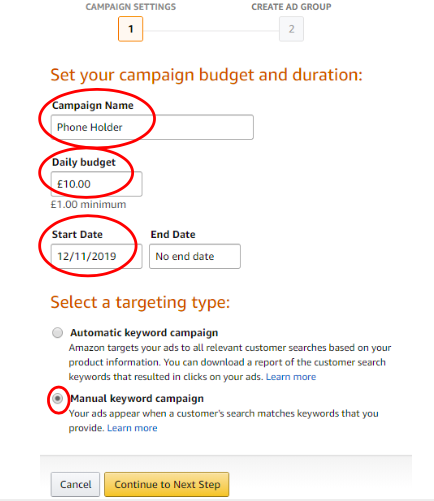 CAMPAIGN SETTINGS CREATE AD GROUP
1 2
Set your campaign budget and duration:
Campaign Name
Phone Holder
Daily budget
£10.00
£1.00 minimum
Start Date End Date
12/11/2019 No end date
Select a targeting type:
Automatic keyword campaign
Amazon targets your ads to all relevant customer searches based on your
product information. You can download a report of the customer search
keywords that resulted in clicks on your ads. Learn more
Manual keyword campaign
Your ads appear when a customer's search matches keywords that you
provide. Learn more
Cancel Continue to Next Step